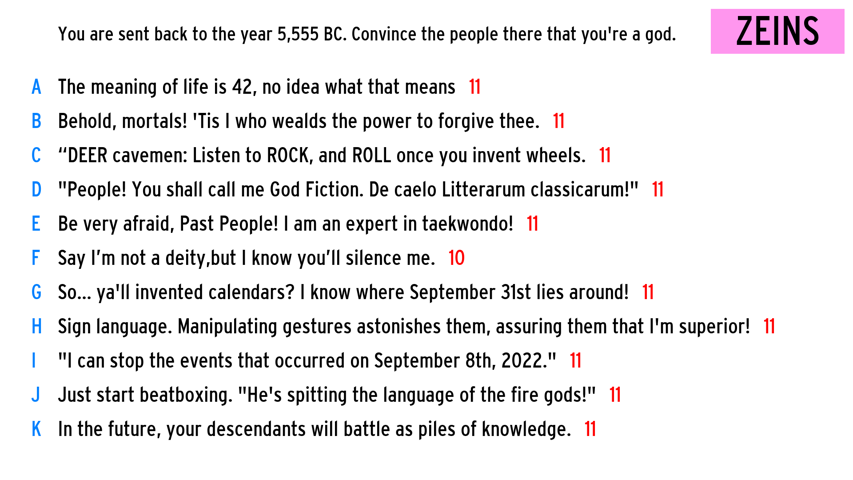 You are sent back to the year 5,555 BC. Convince the people there that you're a god.
ZEINS
A The meaning of life is 42, no idea what that means 11
B Behold, mortals! 'Tis I who wealds the power to forgive thee. 11
C “DEER cavemen: Listen to ROCK, and ROLL once you invent wheels. 11
D "People! You shall call me God Fiction. De caelo Litterarum classicarum!" 11
E Be very afraid, Past People! I am an expert in taekwondo! 11
F Say I’m not a deity,but I know you’ll silence me. 10
G So... ya'll invented calendars? I know where September 31st lies around! 11
H Sign language. Manipulating gestures astonishes them, assuring them that I'm superior! 11
I "I can stop the events that occurred on September 8th, 2022." 11
J Just start beatboxing. "He's spitting the language of the fire gods!" 11
K In the future, your descendants will battle as piles of knowledge. 11